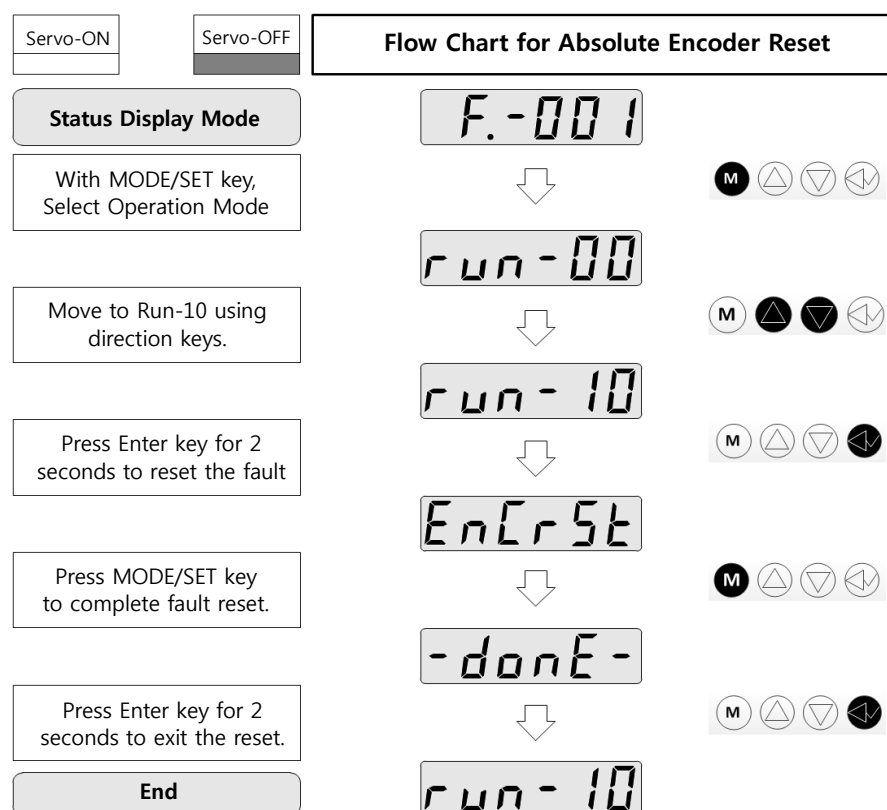 Servo-ON
Servo-OFF
Flow Chart for Absolute Encoder Reset
Status Display Mode
F.-001
With MODE/SET key,
Select Operation Mode
M
run-00
Move to Run-10 using
direction keys.
M
run-10
Press Enter key for 2
seconds to reset the fault
M
EnCrSt
Press MODE/SET key
to complete fault reset.
M
-donE-
Press Enter key for 2
seconds to exit the reset.
M
End
run-10